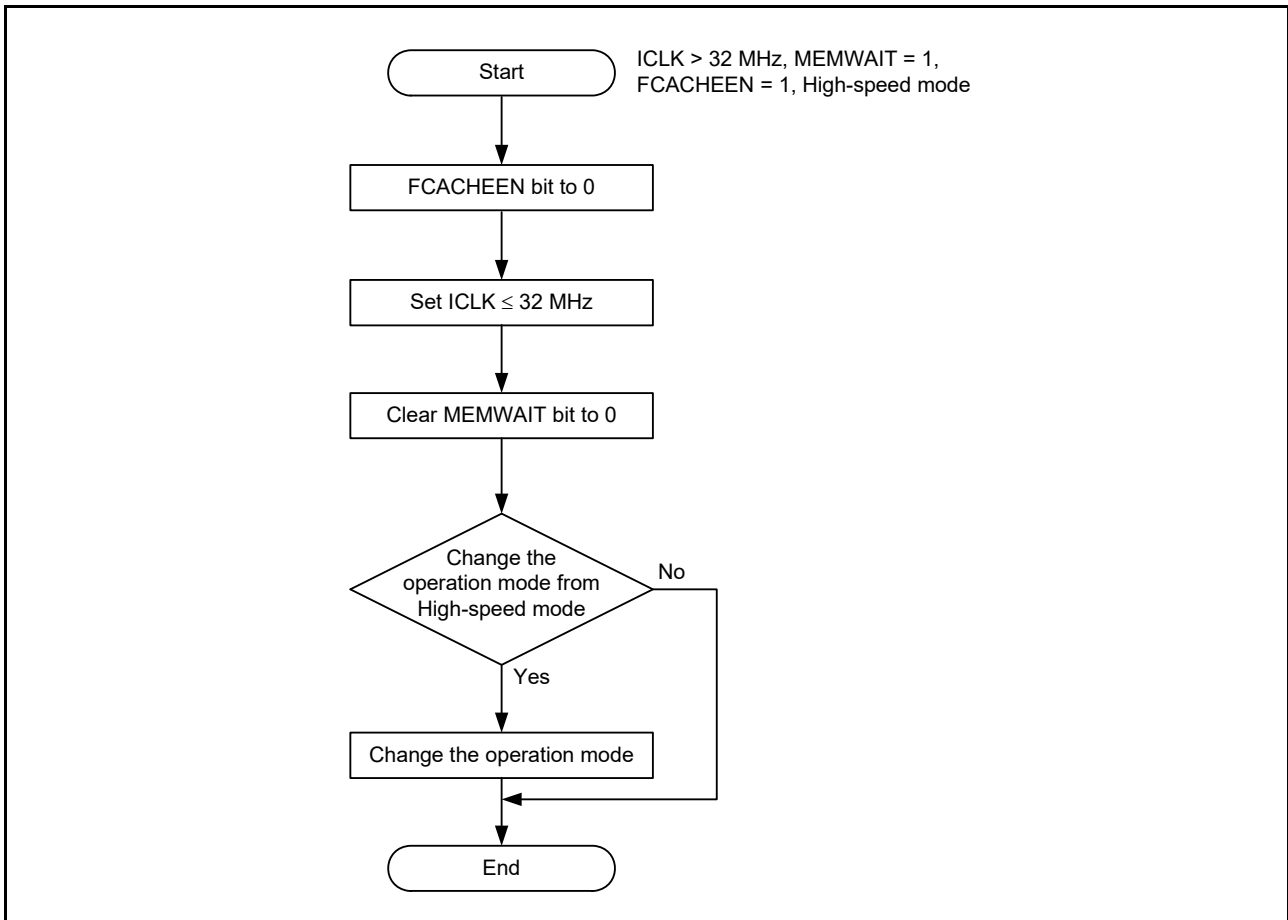 Start
ICLK > 32 MHz, MEMWAIT = 1,
FCACHEEN = 1, High-speed mode
FCACHEEN bit to 0
Set ICLK ≤ 32 MHz
Clear MEMWAIT bit to 0
Change the
operation mode from
High-speed mode
No
Yes
Change the operation mode
End